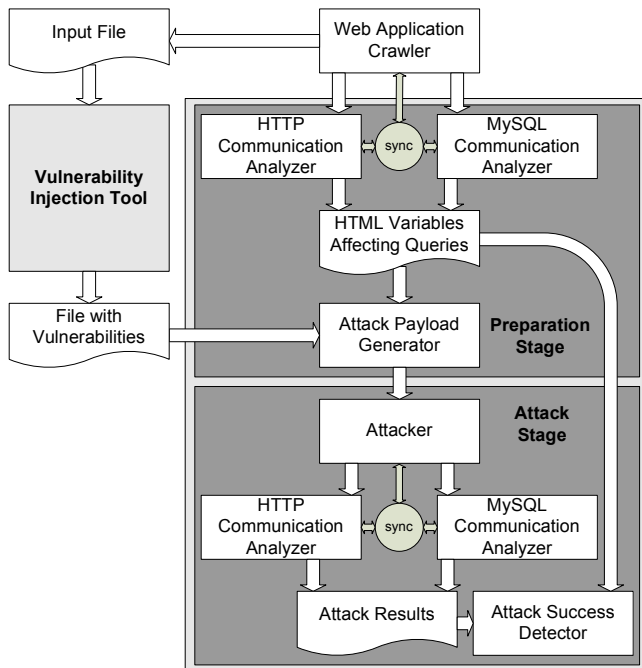 Input File
Web Application
Crawler
Vulnerability
Injection Tool
HTTP
Communication
Analyzer
sync
MySQL
Communication
Analyzer
HTML Variables
Affecting Queries
File with
Vulnerabilities
Attack Payload
Generator
Preparation
Stage
Attacker
Attack
Stage
HTTP
Communication
Analyzer
sync
MySQL
Communication
Analyzer
Attack Results
Attack Success
Detector